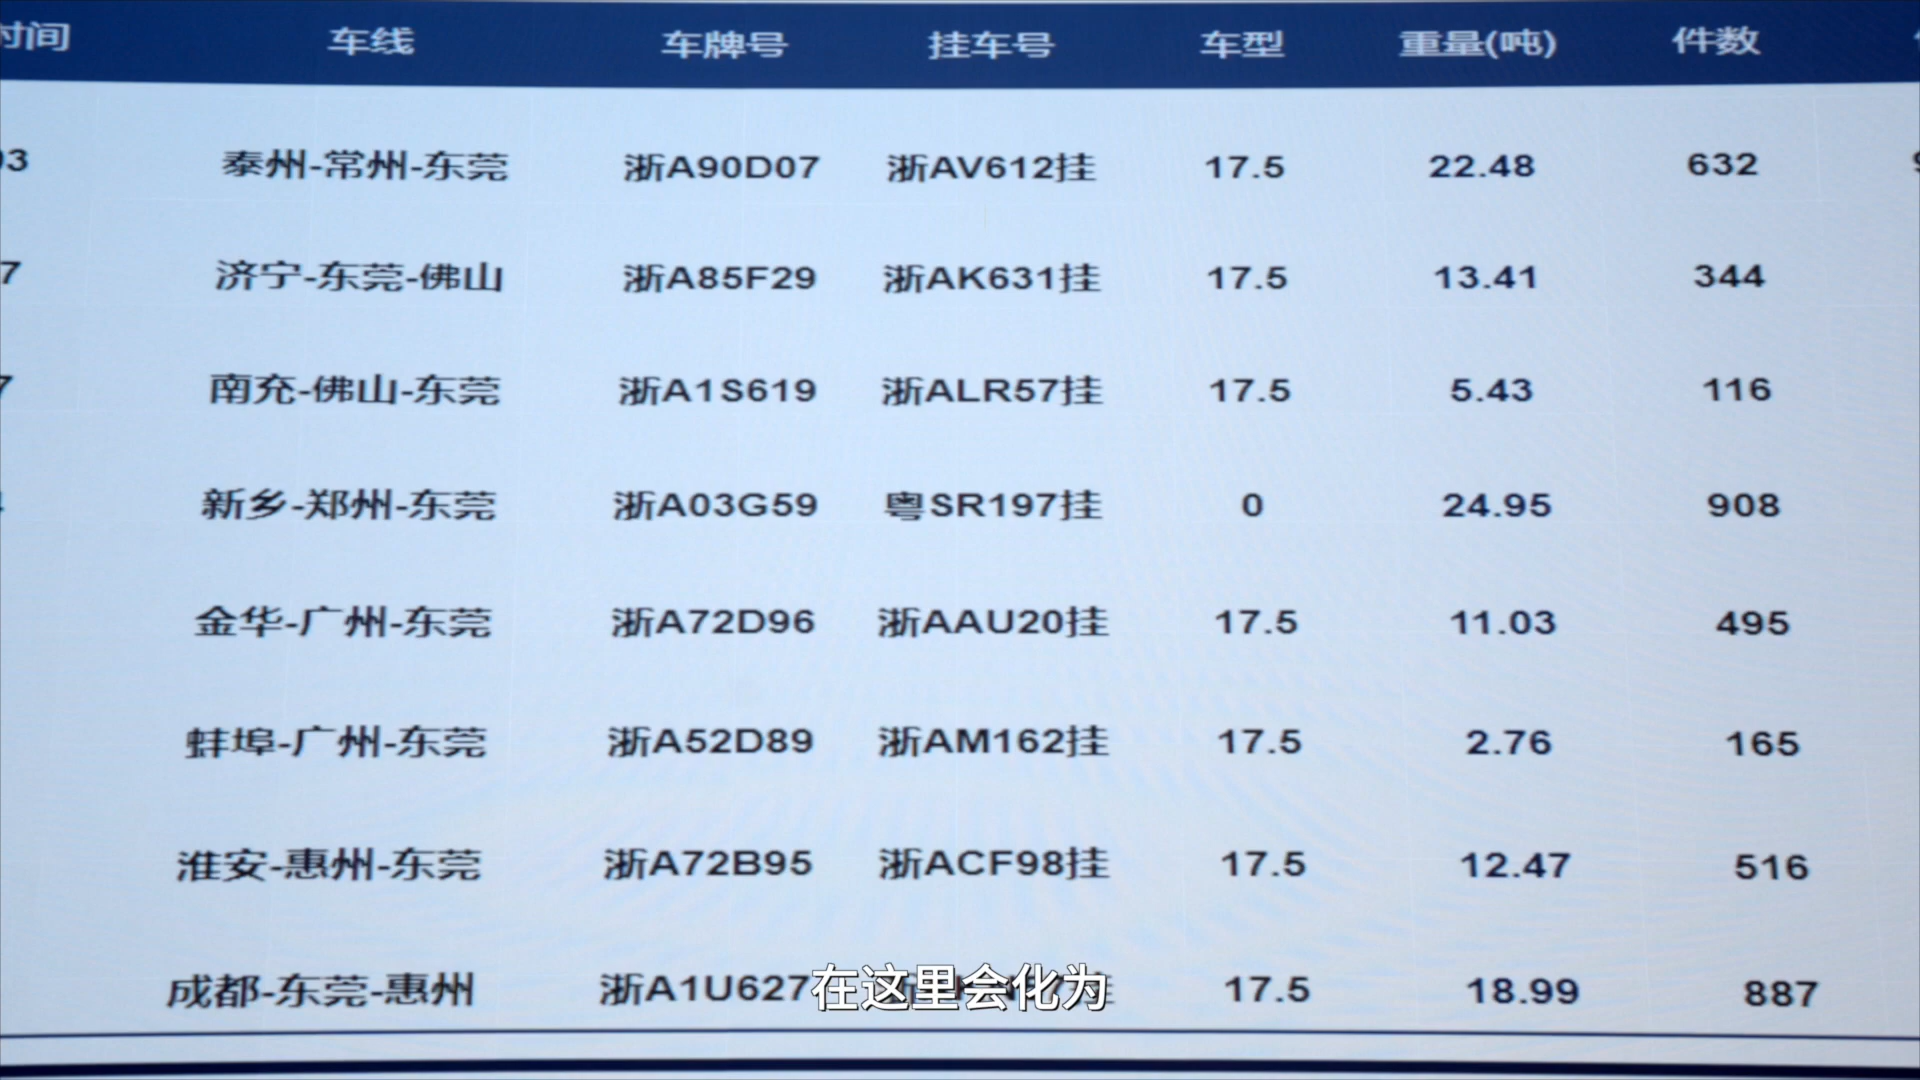 时间 车线 车牌号 挂车号 车型 重量(吨) 件数
03 泰州-常州-东莞 浙A90D07 浙AV612挂 17.5 22.48 632
7 济宁-东莞-佛山 浙A85F29 浙AK631挂 17.5 13.41 344
7 南充-佛山-东莞 浙A1S619 浙ALR57挂 17.5 5.43 116
新乡-郑州-东莞 浙A03G59 粤SR197挂 0 24.95 908
金华-广州-东莞 浙A72D96 浙AAU20挂 17.5 11.03 495
蚌埠-广州-东莞 浙A52D89 浙AM162挂 17.5 2.76 165
淮安-惠州-东莞 浙A72B95 浙ACF98挂 17.5 12.47 516
成都-东莞-惠州 浙A1U627 17.5 18.99 887
在这里会化为